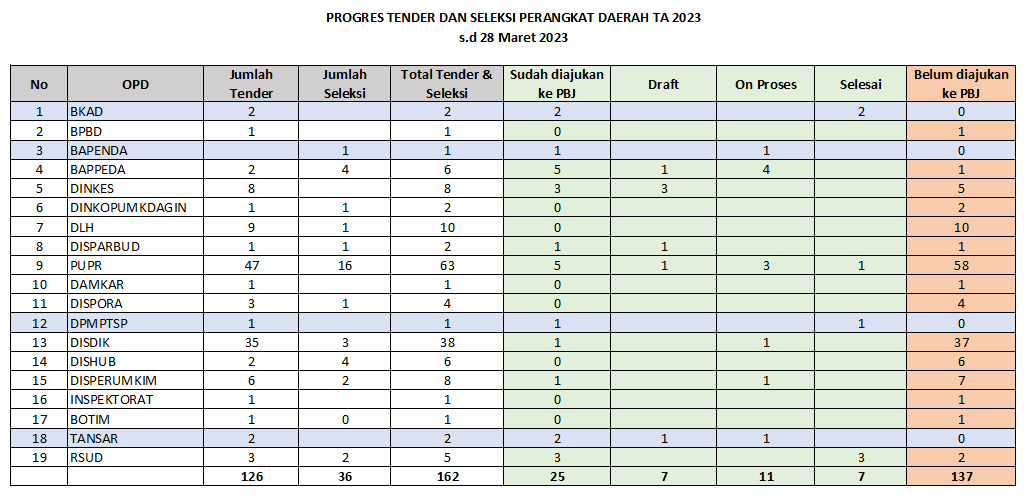 PROGRES TENDER DAN SELEKSI PERANGKAT DAERAH TA 2023
s.d 28 Maret 2023
No OPD Jumlah Tender Jumlah Seleksi Total Tender & Seleksi Sudah diajukan ke PBJ Draft On Proses Selesai Belum diajukan ke PBJ
1 BKAD 2 2 2 2 0
2 BPBD 1 1 0 1
3 BAPENDA 1 1 1 1 0
4 BAPPEDA 2 4 6 5 1 4 1
5 DINKES 8 8 3 3 5
6 DINKOPUMKDAGIN 1 1 2 0 2
7 DLH 9 1 10 0 10
8 DISPARBUD 1 1 2 1 1 1
9 PUPR 47 16 63 5 1 3 1 58
10 DAMKAR 1 1 0 1
11 DISPORA 3 1 4 0 4
12 DPMPTSP 1 1 1 1 0
13 DISDIK 35 3 38 1 1 37
14 DISHUB 2 4 6 0 6
15 DISPERUMKIM 6 2 8 1 1 7
16 INSPEKTORAT 1 1 0 1
17 BOTIM 1 0 1 0 1
18 TANSAR 2 2 2 1 1 0
19 RSUD 3 2 5 3 3 2
126 36 162 25 7 11 7 137